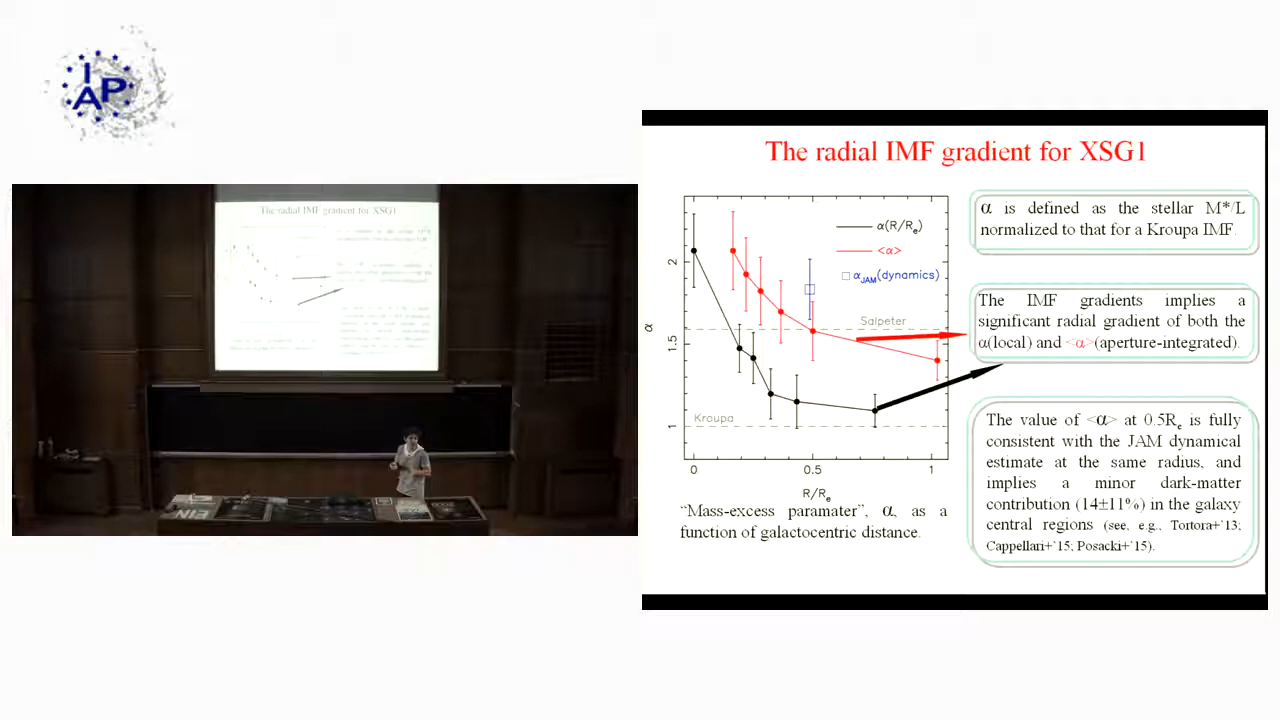 I
A P
The radial IMF gradient for XSG1
The radial IMF gradient for XSG1
α(R/Re)
<α>
αJAM(dynamics)
Salpeter
Kroupa
α
2
1.5
1
0
0.5
1
R/Re
"Mass-excess paramater", α, as a
function of galactocentric distance.
α is defined as the stellar M*/L
normalized to that for a Kroupa IMF.
The IMF gradients implies a
significant radial gradient of both the
α(local) and <α>(aperture-integrated).
The value of <α> at 0.5Re is fully
consistent with the JAM dynamical
estimate at the same radius, and
implies a minor dark-matter
contribution (14±11%) in the galaxy
central regions (see, e.g., Tortora+'13;
Cappellari+'15; Posacki+'15).
EIN